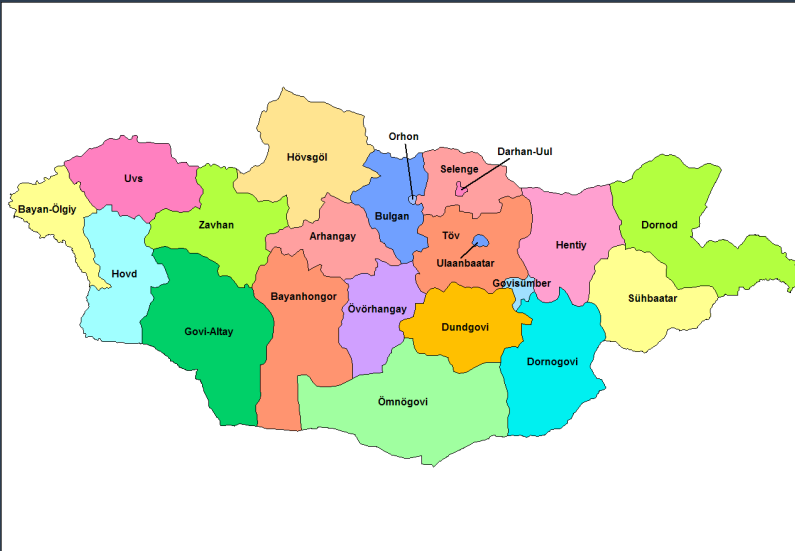 Orhon
Darhan-Uul
Hövsgöl
Selenge
Uvs
Bayan-Ölgiy
Bulgan
Zavhan
Dornod
Arhangay
Töv
Hentiy
Ulaanbaatar
Hovd
Gøvisümber
Bayanhongor
Sühbaatar
Övörhangay
Govi-Altay
Dundgovi
Dornogovi
Ömnögovi